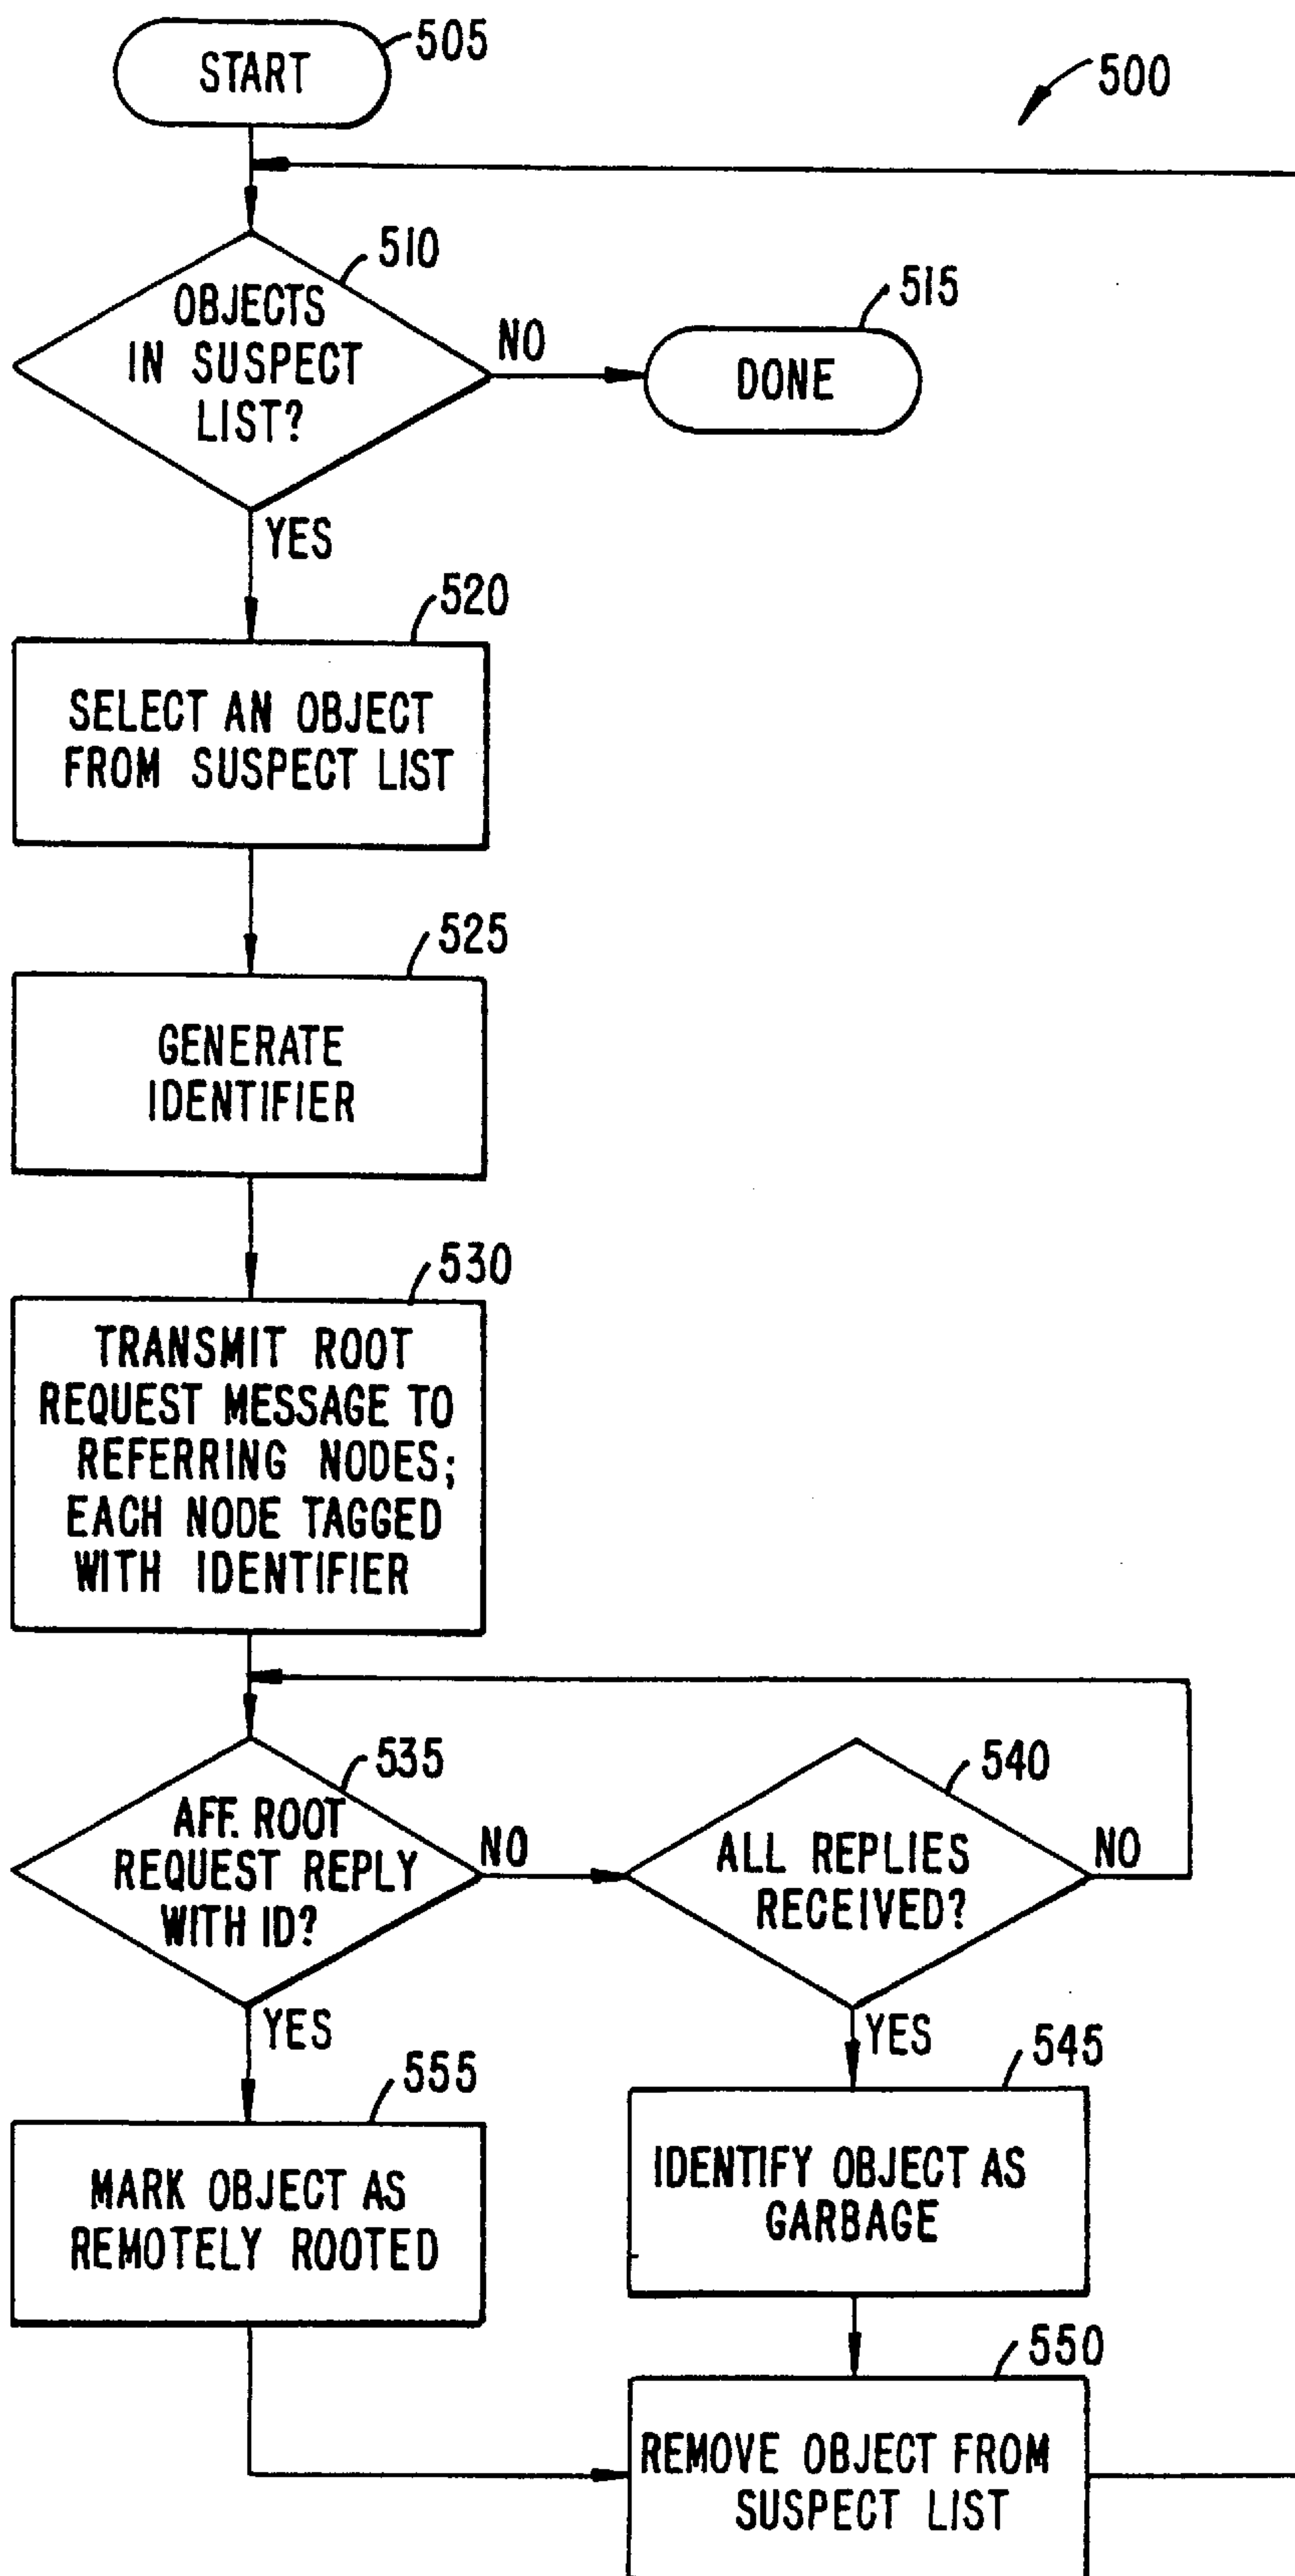 505
START
500
510
OBJECTS
IN SUSPECT
LIST?
NO
515
DONE
YES
520
SELECT AN OBJECT
FROM SUSPECT LIST
525
GENERATE
IDENTIFIER
530
TRANSMIT ROOT
REQUEST MESSAGE TO
REFERRING NODES;
EACH NODE TAGGED
WITH IDENTIFIER
535
AFF. ROOT
REQUEST REPLY
WITH ID?
NO
540
ALL REPLIES
RECEIVED?
NO
YES
YES
555
MARK OBJECT AS
REMOTELY ROOTED
545
IDENTIFY OBJECT AS
GARBAGE
550
REMOVE OBJECT FROM
SUSPECT LIST